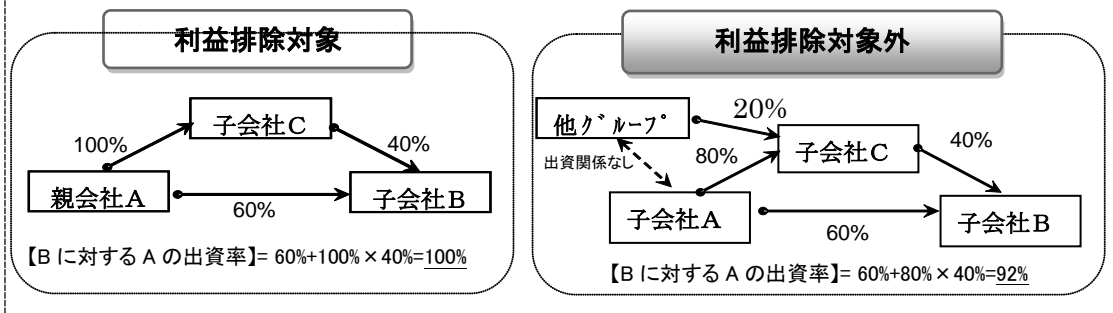 利益排除対象
子会社C
100%
40%
親会社A
60%
子会社B
【B に対する A の出資率】= 60%+100%×40%=100%
利益排除対象外
他グループ
20%
子会社C
40%
出資関係なし
80%
子会社A
60%
子会社B
【B に対する A の出資率】= 60%+80%×40%=92%